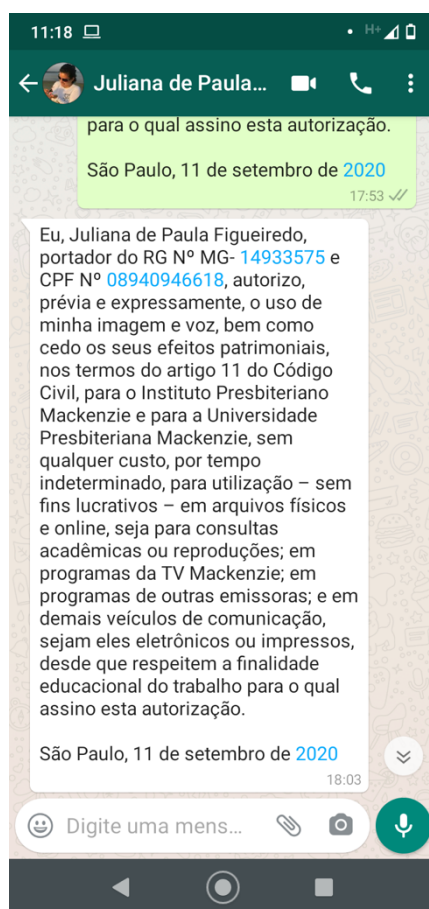 11:18
H+
Juliana de Paula...
para o qual assino esta autorização.
São Paulo, 11 de setembro de 2020
17:53
Eu, Juliana de Paula Figueiredo,
portador do RG Nº MG- 14933575 e
CPF Nº 08940946618, autorizo,
prévia e expressamente, o uso de
minha imagem e voz, bem como
cedo os seus efeitos patrimoniais,
nos termos do artigo 11 do Código
Civil, para o Instituto Presbiteriano
Mackenzie e para a Universidade
Presbiteriana Mackenzie, sem
qualquer custo, por tempo
indeterminado, para utilização – sem
fins lucrativos – em arquivos físicos
e online, seja para consultas
acadêmicas ou reproduções; em
programas da TV Mackenzie; em
programas de outras emissoras; e em
demais veículos de comunicação,
sejam eles eletrônicos ou impressos,
desde que respeitem a finalidade
educacional do trabalho para o qual
assino esta autorização.
São Paulo, 11 de setembro de 2020
18:03
Digite uma mens...